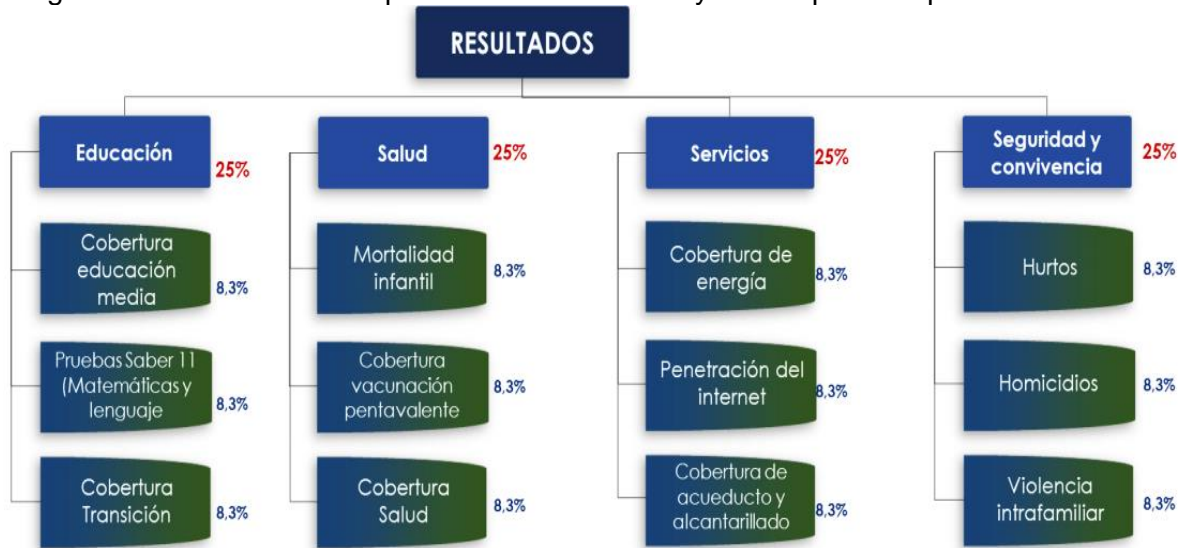 RESULTADOS
Educación
25%
Cobertura
educación
media
8,3%
Pruebas Saber 11
(Matemáticas y
lenguaje
8,3%
Cobertura
Transición
8,3%
Salud
25%
Mortalidad
infantil
8,3%
Cobertura
vacunación
pentavalente
8,3%
Cobertura
Salud
8,3%
Servicios
25%
Cobertura de
energía
8,3%
Penetración del
internet
8,3%
Cobertura de
acueducto y
alcantarillado
8,3%
Seguridad y
convivencia
25%
Hurtos
8,3%
Homicidios
8,3%
Violencia
intrafamiliar
8,3%